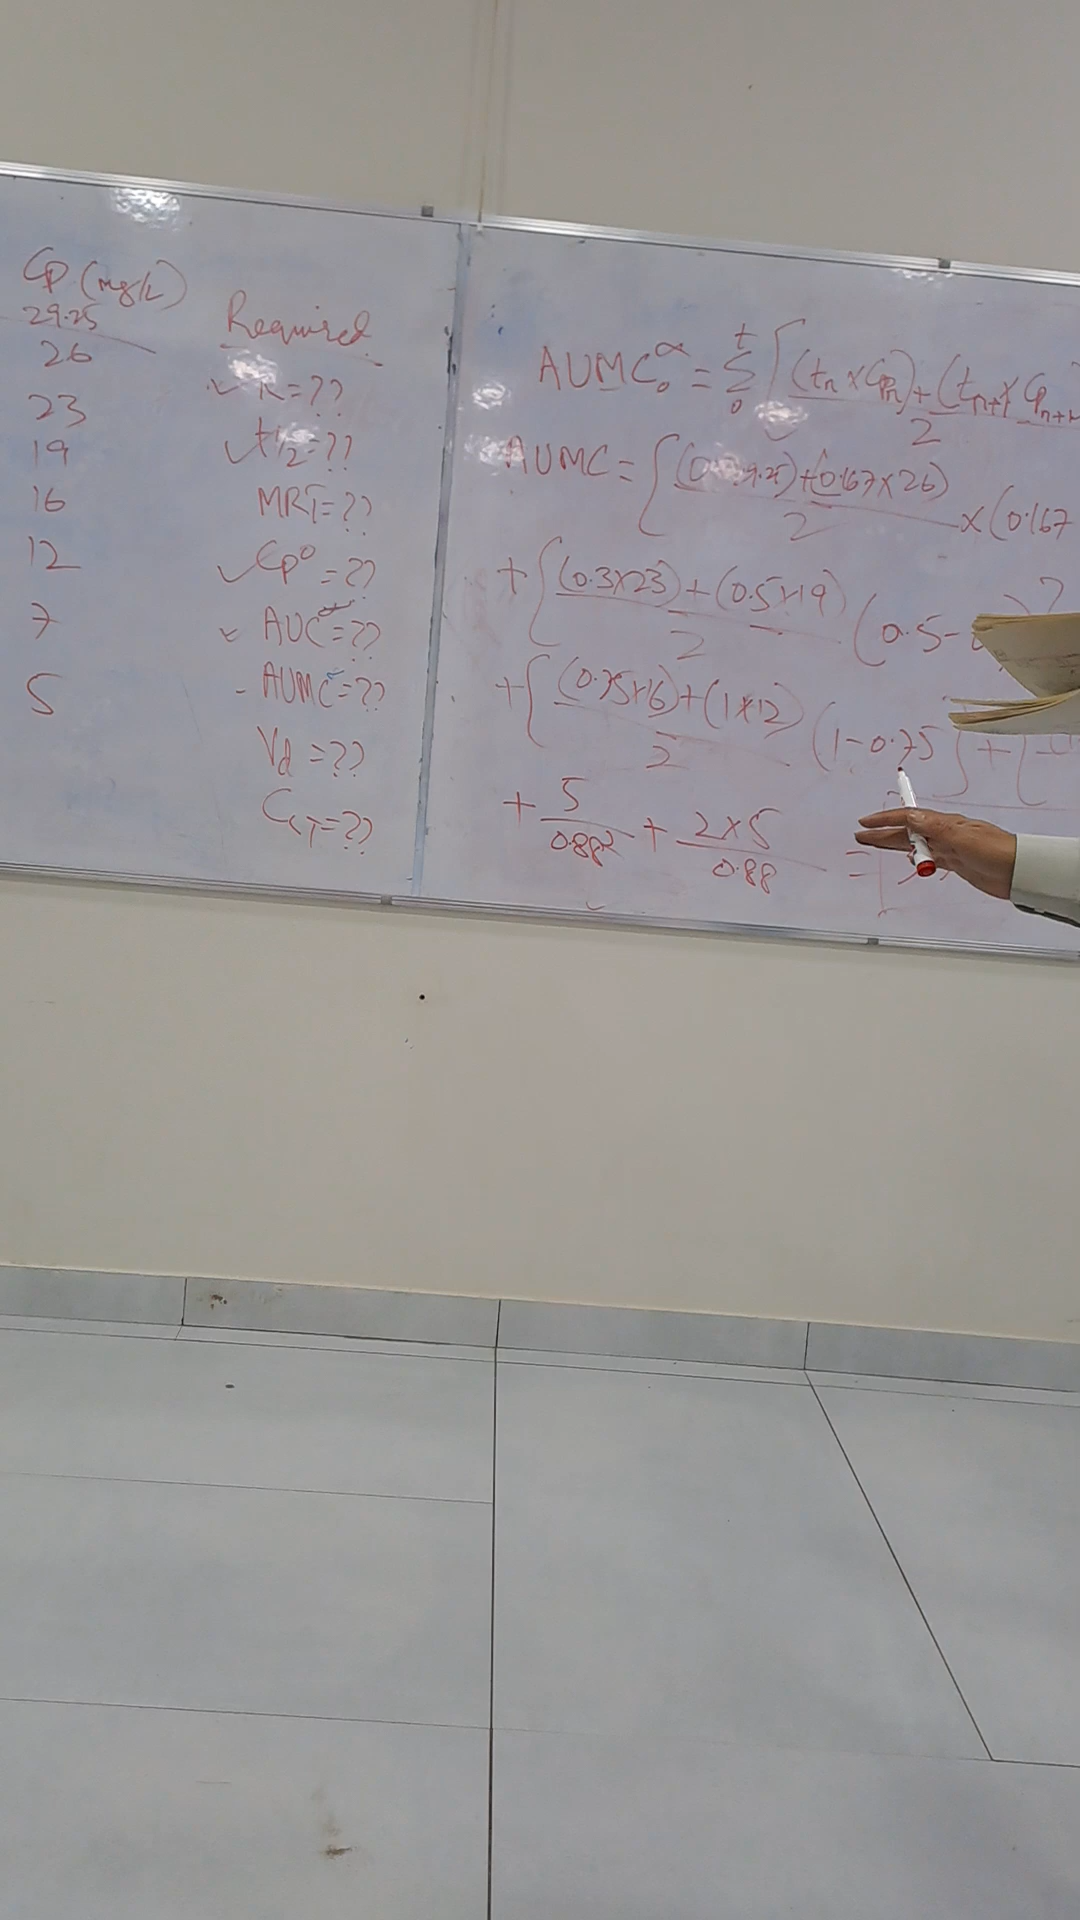 Cp (mg/L)
29.25
26
23
19
16
12
7
5
Required
✓ K=??
✓ t1/2=??
MRT=??
✓ Cp⁰=??
✓ AUC=??
- AUMC=??
Vd=??
CLT=??
AUMC₀^∝ = Σ₀ᵗ [(tn × Cpn) + (tn+1 × Cpn+1
2
AUMC = { (0 9.25)+(0.167×26)
2
×(0.167
+{ (0.3×23)+(0.5×19)
2
(0.5-
+{ (0.75×16)+(1×12)
2
(1-0.75 } + {
+ 5/0.88² + 2×5/0.88 =